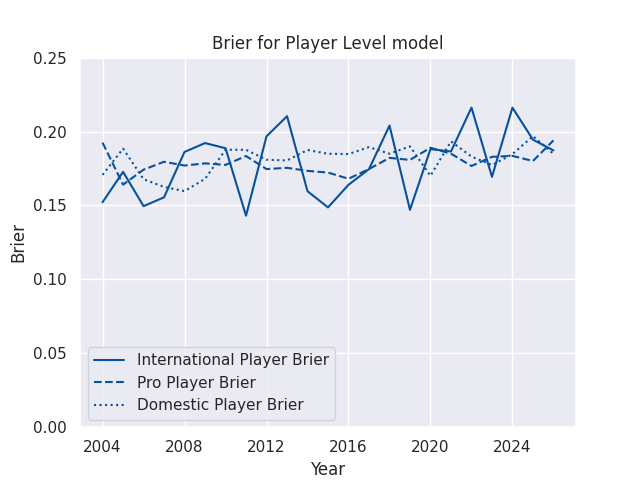 Brier for Player Level model
0.25
0.20
0.15
0.10
0.05
0.00
Brier
International Player Brier
Pro Player Brier
Domestic Player Brier
2004 2008 2012 2016 2020 2024
Year